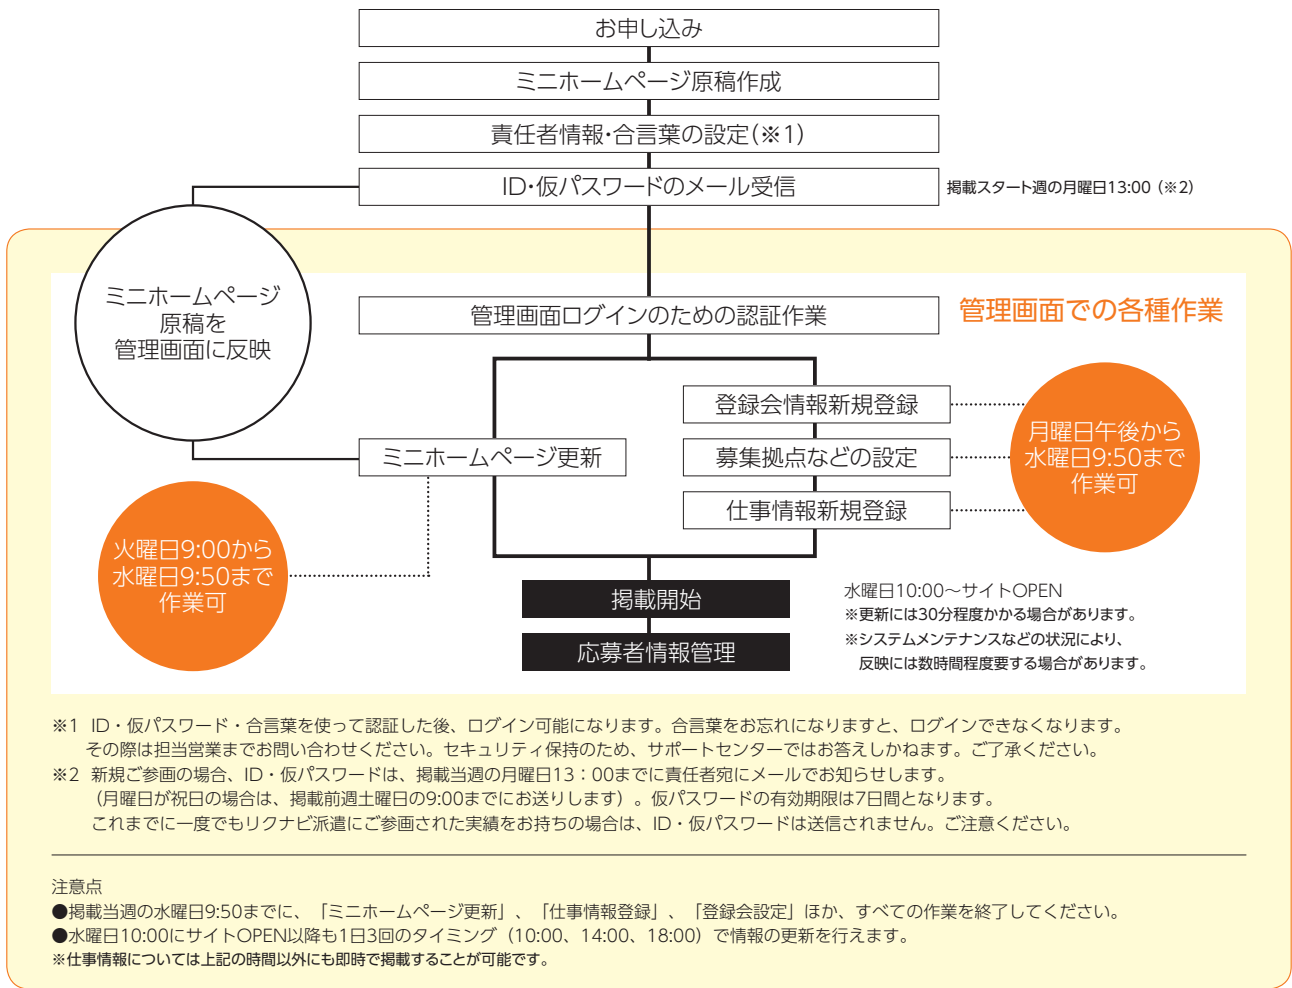 お申し込み
ミニホームページ原稿作成
責任者情報・合言葉の設定(※1)
ID・仮パスワードのメール受信
掲載スタート週の月曜日13:00（※2）
ミニホームページ
原稿を
管理画面に反映
管理画面ログインのための認証作業
管理画面での各種作業
登録会情報新規登録
募集拠点などの設定
仕事情報新規登録
月曜日午後から
水曜日9:50まで
作業可
ミニホームページ更新
火曜日9:00から
水曜日9:50まで
作業可
掲載開始
応募者情報管理
水曜日10:00～サイトOPEN
※更新には30分程度かかる場合があります。
※システムメンテナンスなどの状況により、
反映には数時間程度要する場合があります。
※1 ID・仮パスワード・合言葉を使って認証した後、ログイン可能になります。合言葉をお忘れになりますと、ログインできなくなります。
その際は担当営業までお問い合わせください。セキュリティ保持のため、サポートセンターではお答えしかねます。ご了承ください。
※2 新規ご参画の場合、ID・仮パスワードは、掲載当週の月曜日13：00までに責任者宛にメールでお知らせします。
（月曜日が祝日の場合は、掲載前週土曜日の9:00までにお送りします）。仮パスワードの有効期限は7日間となります。
これまでに一度でもリクナビ派遣にご参画された実績をお持ちの場合は、ID・仮パスワードは送信されません。ご注意ください。
注意点
●掲載当週の水曜日9:50までに、「ミニホームページ更新」、「仕事情報登録」、「登録会設定」ほか、すべての作業を終了してください。
●水曜日10:00にサイトOPEN以降も1日3回のタイミング（10:00、14:00、18:00）で情報の更新を行えます。
※仕事情報については上記の時間以外にも即時で掲載することが可能です。